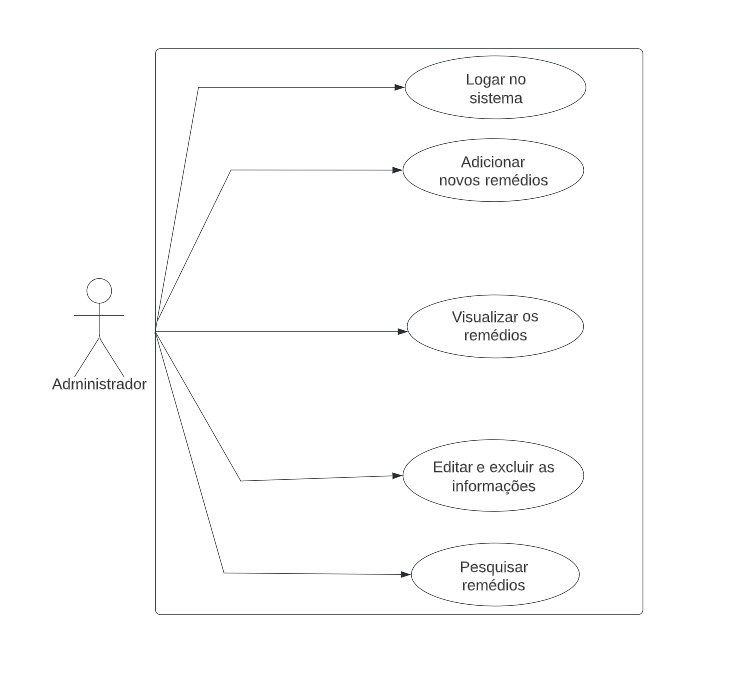 Logar no
sistema
Adicionar
novos remédios
Visualizar os
remédios
Administrador
Editar e excluir as
informações
Pesquisar
remédios